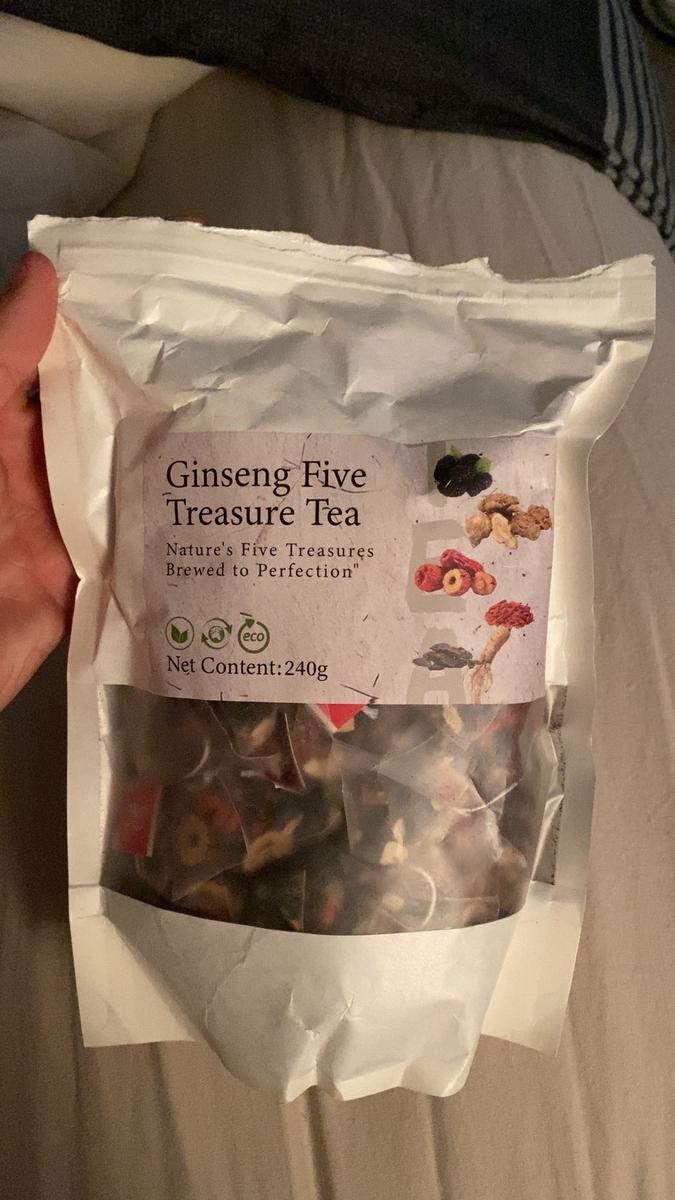 Ginseng Five
Treasure Tea
Nature's Five Treasures
Brewed to Perfection"
eco
Net Content:240g